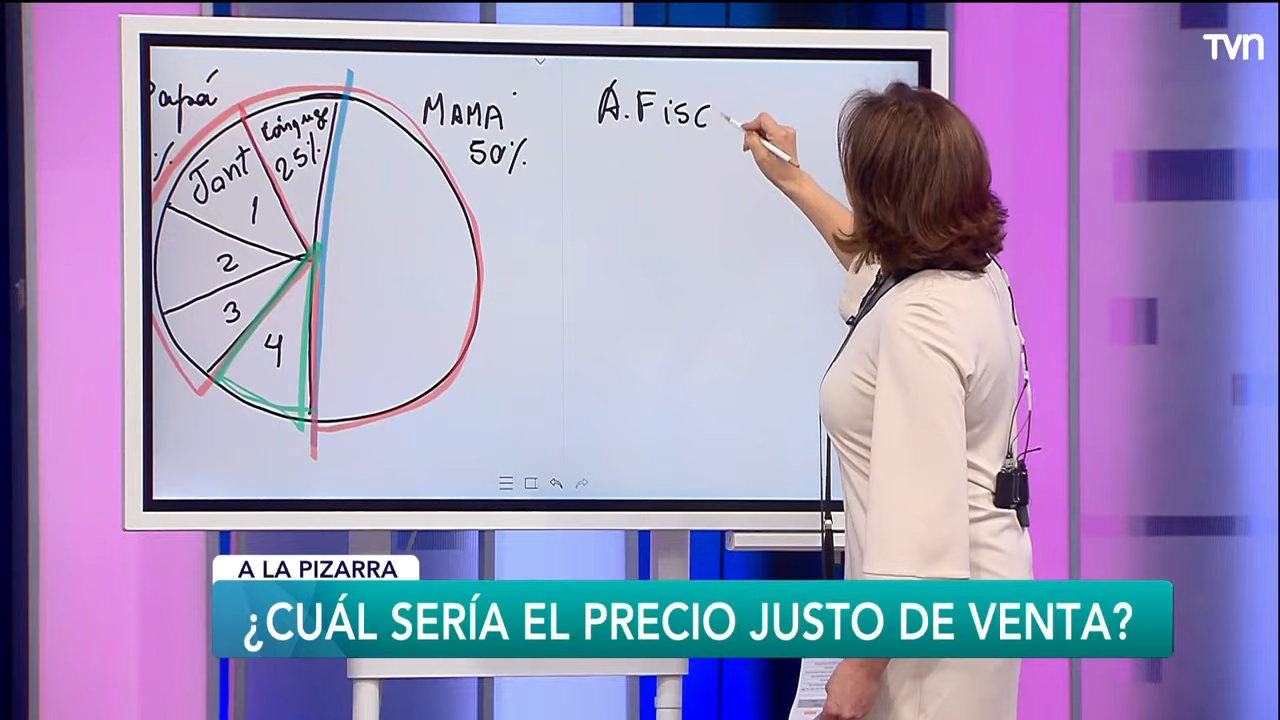 TVN
Papá
MAMA
50%
A.Fisc
25%
Jant
1
2
3
4
A LA PIZARRA
¿CUÁL SERÍA EL PRECIO JUSTO DE VENTA?